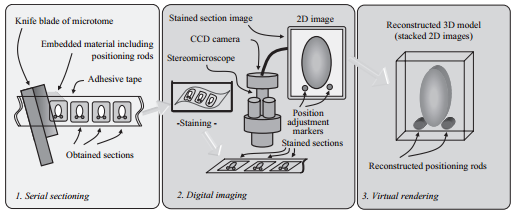 Knife blade of microtome
Embedded material including
positioning rods
Adhesive tape
Obtained sections
1. Serial sectioning
Stained section image
CCD camera
Stereomicroscope
2D image
-Staining -
Position
adjustment
markers
Stained sections
2. Digital imaging
Reconstructed 3D model
(stacked 2D images)
Reconstructed positioning rods
3. Virtual rendering